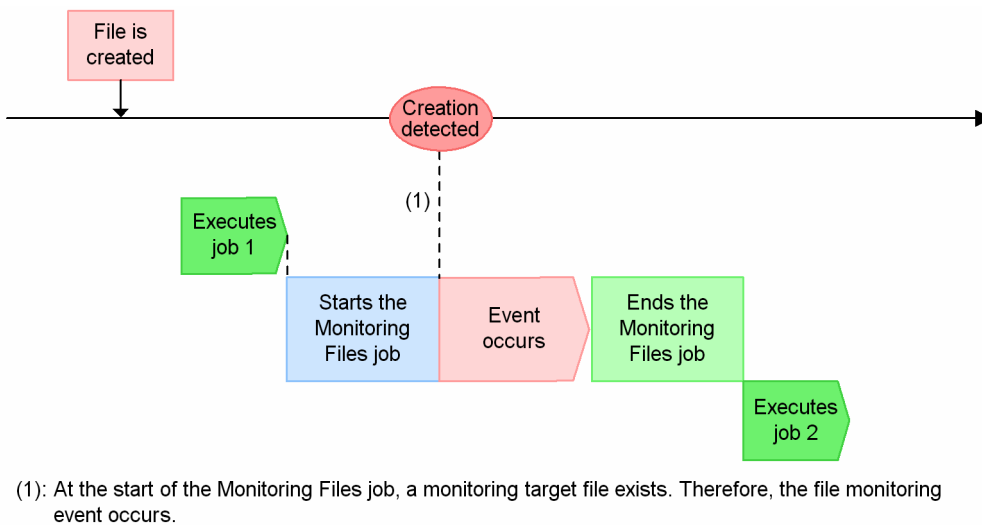 File is
created
Creation
detected
(1)
Executes
job 1
Starts the
Monitoring
Files job
Event
occurs
Ends the
Monitoring
Files job
Executes
job 2
(1): At the start of the Monitoring Files job, a monitoring target file exists. Therefore, the file monitoring
event occurs.